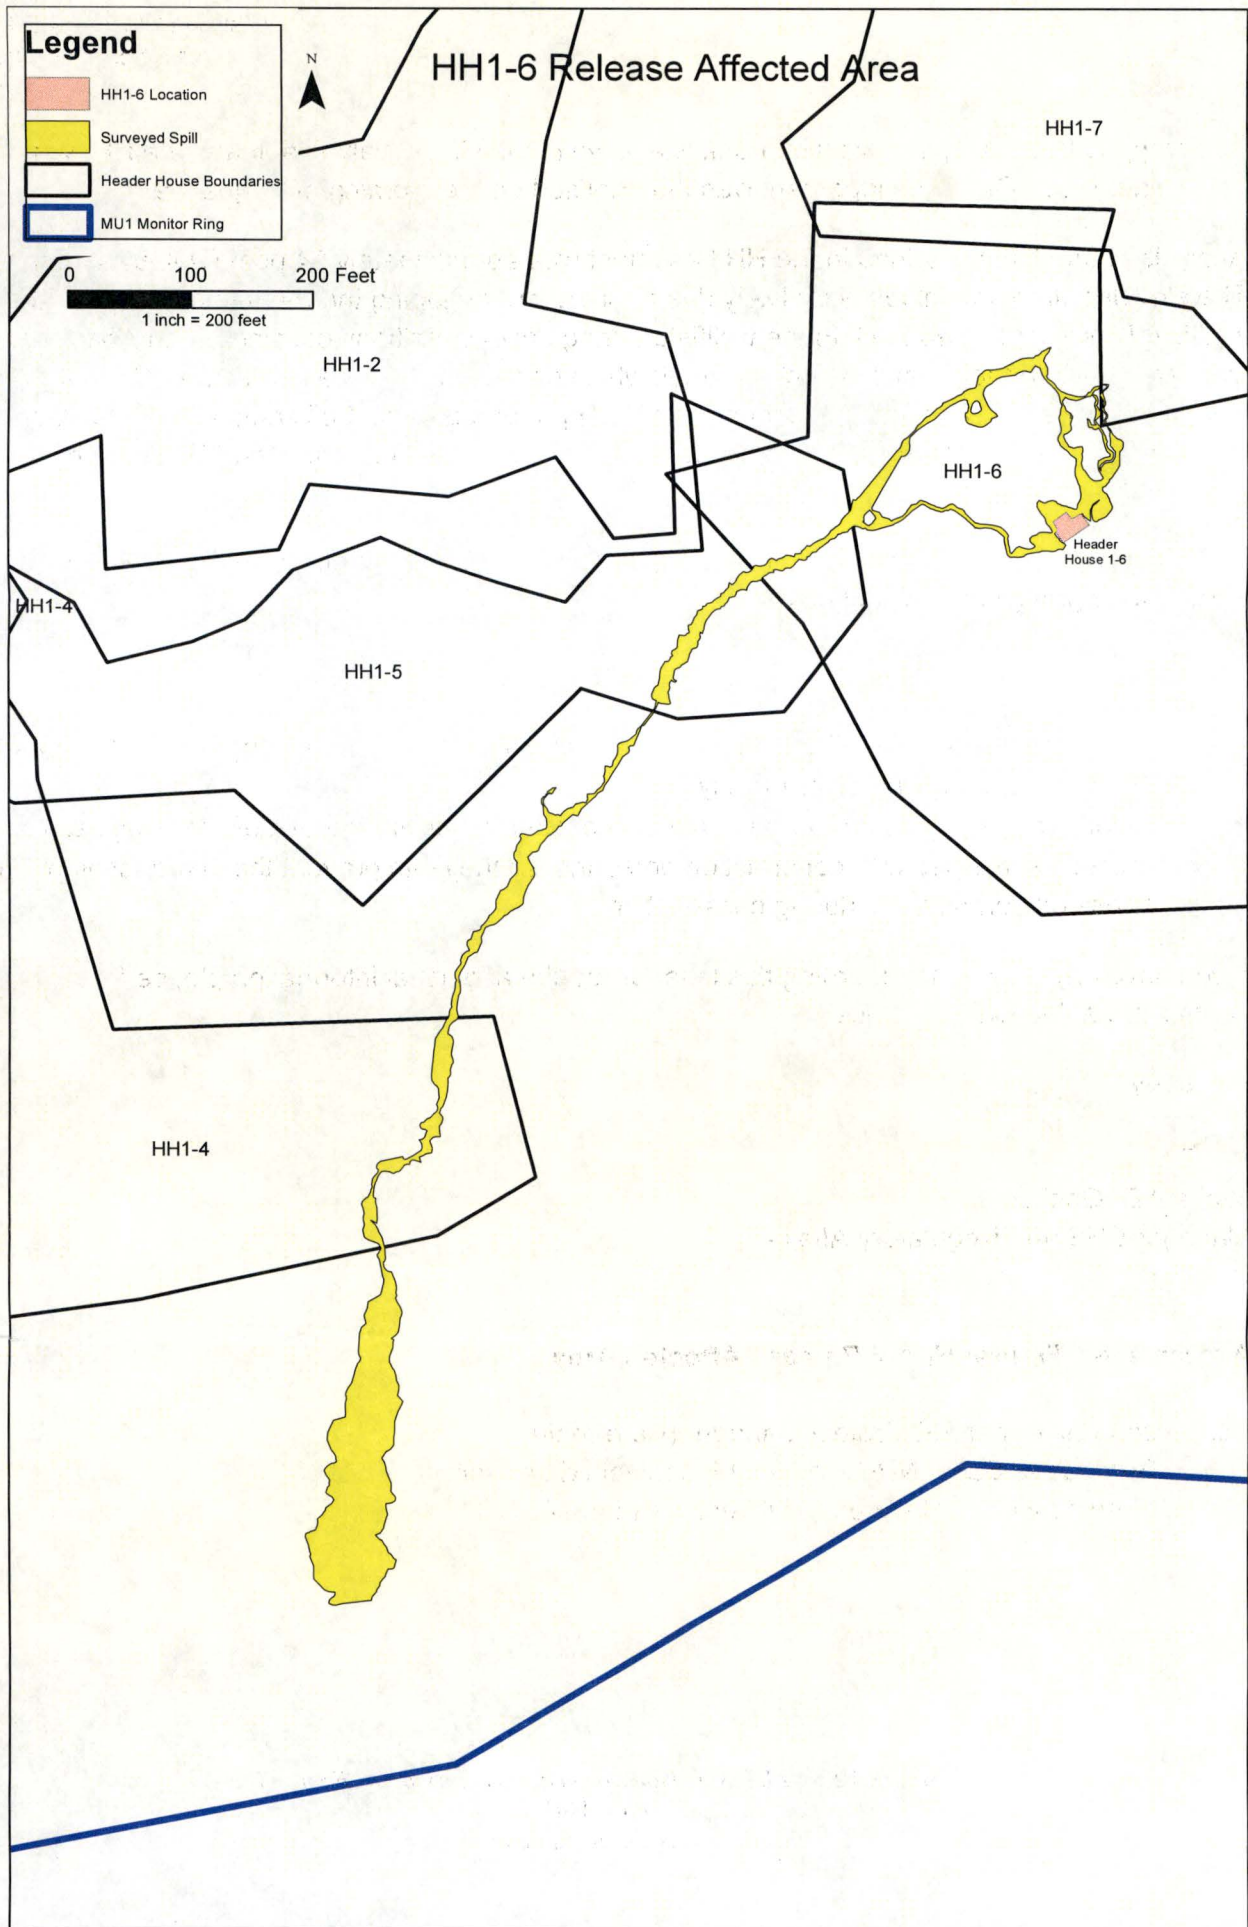 Legend
HH1-6 Location
Surveyed Spill
Header House Boundaries
MU1 Monitor Ring
N
HH1-6 Release Affected Area
0 100 200 Feet
1 inch = 200 feet
HH1-7
HH1-2
HH1-6
Header
House 1-6
HH1-4
HH1-5
HH1-4